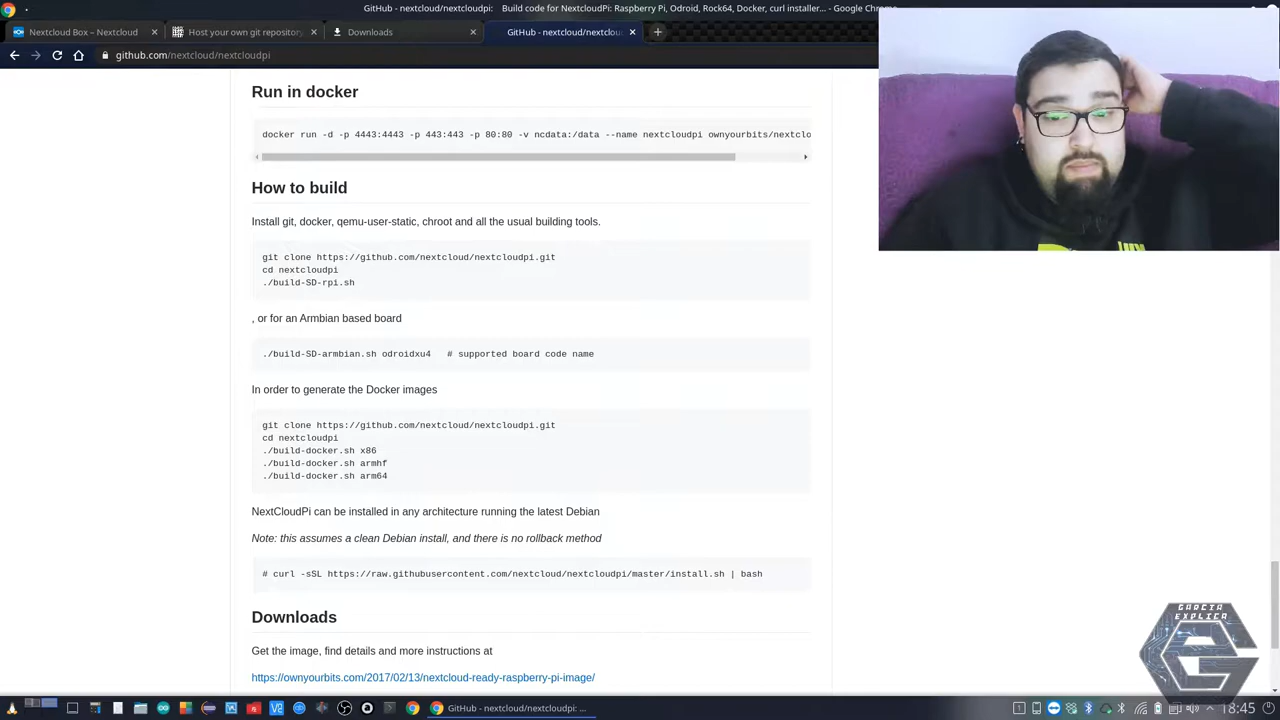 GitHub - nextcloud/nextcloudpi: Build code for NextcloudPi: Raspberry Pi, Odroid, Rock64, Docker, curl installer... - Google Chrome
Nextcloud Box – Nextcloud
Host your own git repository
Downloads
GitHub - nextcloud/nextclou
github.com/nextcloud/nextcloudpi
Run in docker
docker run -d -p 4443:4443 -p 443:443 -p 80:80 -v ncdata:/data --name nextcloudpi ownyourbits/nextclo
How to build
Install git, docker, qemu-user-static, chroot and all the usual building tools.
git clone https://github.com/nextcloud/nextcloudpi.git
cd nextcloudpi
./build-SD-rpi.sh
, or for an Armbian based board
./build-SD-armbian.sh odroidxu4   # supported board code name
In order to generate the Docker images
git clone https://github.com/nextcloud/nextcloudpi.git
cd nextcloudpi
./build-docker.sh x86
./build-docker.sh armhf
./build-docker.sh arm64
NextCloudPi can be installed in any architecture running the latest Debian
Note: this assumes a clean Debian install, and there is no rollback method
# curl -sSL https://raw.githubusercontent.com/nextcloud/nextcloudpi/master/install.sh | bash
Downloads
Get the image, find details and more instructions at
https://ownyourbits.com/2017/02/13/nextcloud-ready-raspberry-pi-image/
GARCIA
EXPLICA
GitHub - nextcloud/nextcloudpi: ...
18:45